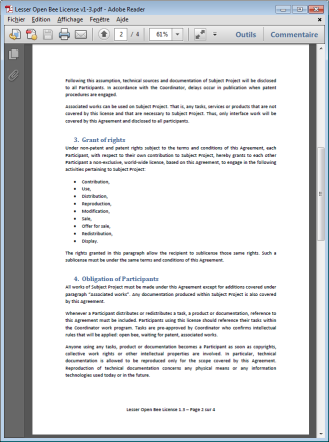 Lesser Open Bee License v1-3.pdf - Adobe Reader
Fichier Edition Affichage Fenêtre Aide
2 / 4 61% Outils Commentaire
Following this assumption, technical sources and documentation of Subject Project will be disclosed
to all Participants. In accordance with the Coordinator, delays occur in publication when patent
procedures are engaged.
Associated works can be used on Subject Project. That is, any tasks, services or products that are not
covered by this license and that are necessary to Subject Project. Thus, only interface work will be
covered by this Agreement and disclosed to all participants.
3. Grant of rights
Under non-patent and patent rights subject to the terms and conditions of this Agreement, each
Participant, with respect to their own contribution to Subject Project, hereby grants to each other
Participant a non-exclusive, world-wide license, based on this Agreement, to engage in the following
activities pertaining to Subject Project:
• Contribution,
• Use,
• Distribution,
• Reproduction,
• Modification,
• Sale,
• Offer for sale,
• Redistribution,
• Display.
The rights granted in this paragraph allow the recipient to sublicense those same rights. Such a
sublicense must be under the same terms and conditions of this Agreement.
4. Obligation of Participants
All works of Subject Project must be made under this Agreement except for additions covered under
paragraph "associated works". Any documentation produced within Subject Project is also covered
by this Agreement.
Whenever a Participant distributes or redistributes a task, a product or documentation, reference to
this Agreement must be included. Participants using this license should reference their tasks within
the Coordinator work program. Tasks are pre-approved by Coordinator who confirms intellectual
rules that will be applied: open bee, waiting for patent, associated works.
Anyone using any tasks, product or documentation becomes a Participant as soon as copyrights,
collective work rights or other intellectual properties are involved. In particular, technical
documentation is allowed to be reproduced only for the scope covered by this Agreement.
Reproduction of technical documentation concerns any physical means or any information
technologies used today or in the future.
Lesser Open Bee License 1.3 – Page 2 sur 4